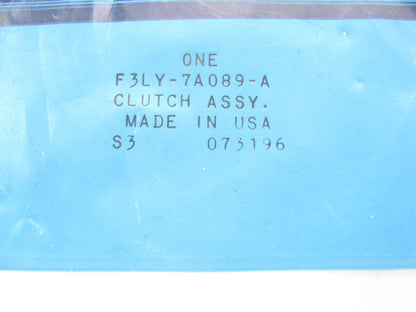 ONE
F3LY-7A089-A
CLUTCH ASSY.
MADE IN USA
S3 073196